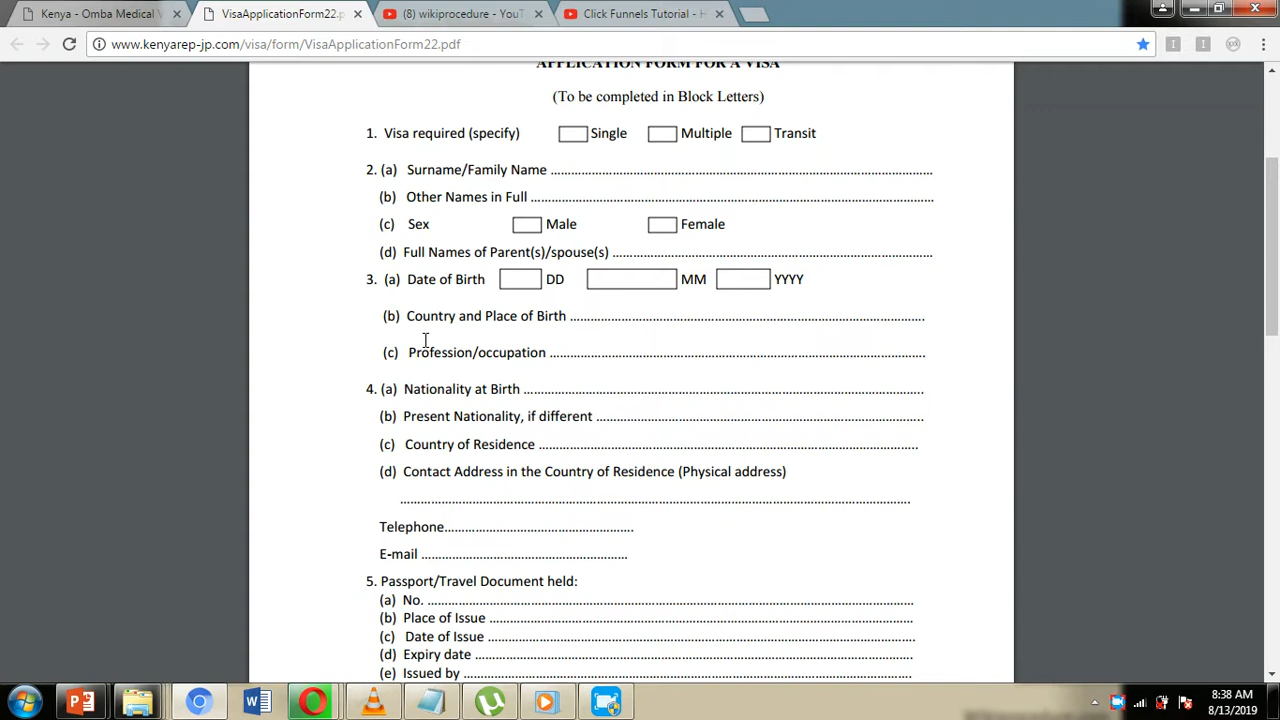 Kenya - Omba Medical V
VisaApplicationForm22.p
(8) wikiprocedure - YouT
Click Funnels Tutorial - H
www.kenyarep-jp.com/visa/form/VisaApplicationForm22.pdf
APPLICATION FORM FOR A VISA
(To be completed in Block Letters)
1. Visa required (specify) Single Multiple Transit
2. (a) Surname/Family Name ..........
(b) Other Names in Full ..........
(c) Sex Male Female
(d) Full Names of Parent(s)/spouse(s) ..........
3. (a) Date of Birth DD MM YYYY
(b) Country and Place of Birth ..........
(c) Profession/occupation ..........
4. (a) Nationality at Birth ..........
(b) Present Nationality, if different ..........
(c) Country of Residence ..........
(d) Contact Address in the Country of Residence (Physical address)
..........
Telephone..........
E-mail ..........
5. Passport/Travel Document held:
(a) No. ..........
(b) Place of Issue ..........
(c) Date of Issue ..........
(d) Expiry date ..........
(e) Issued by ..........
8:38 AM
8/13/2019